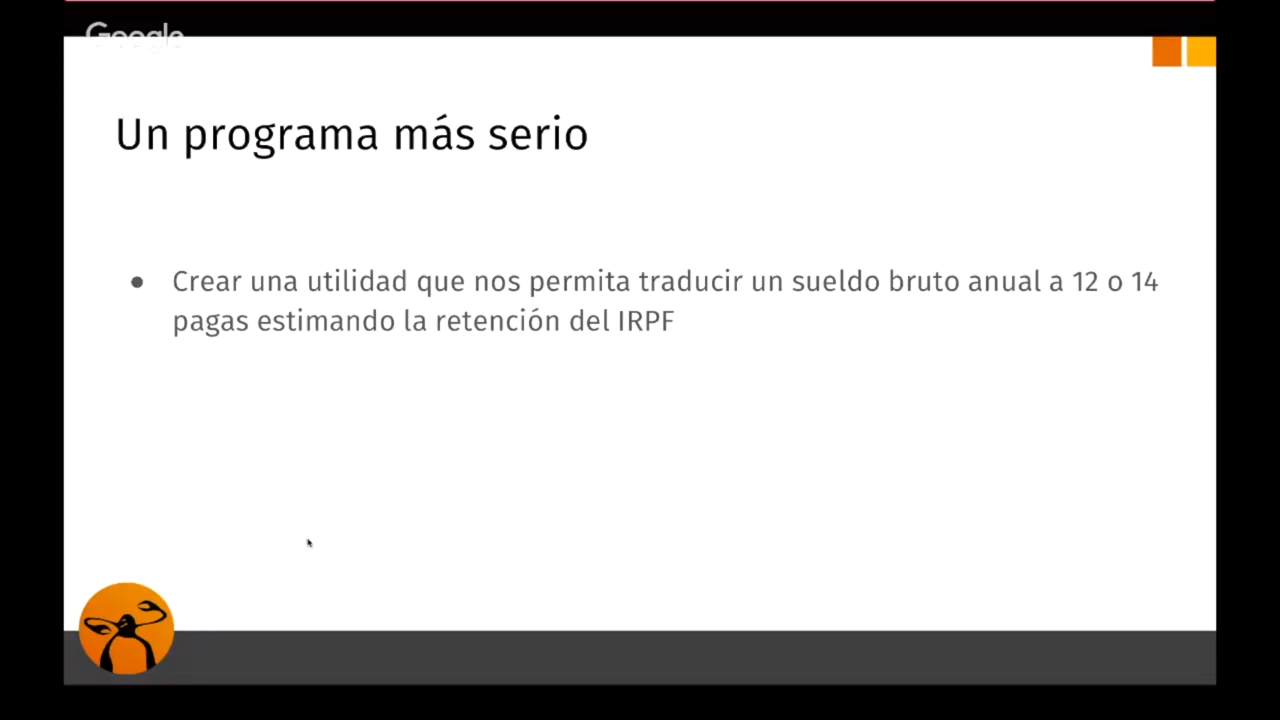 Google
Un programa más serio
● Crear una utilidad que nos permita traducir un sueldo bruto anual a 12 o 14
pagas estimando la retención del IRPF